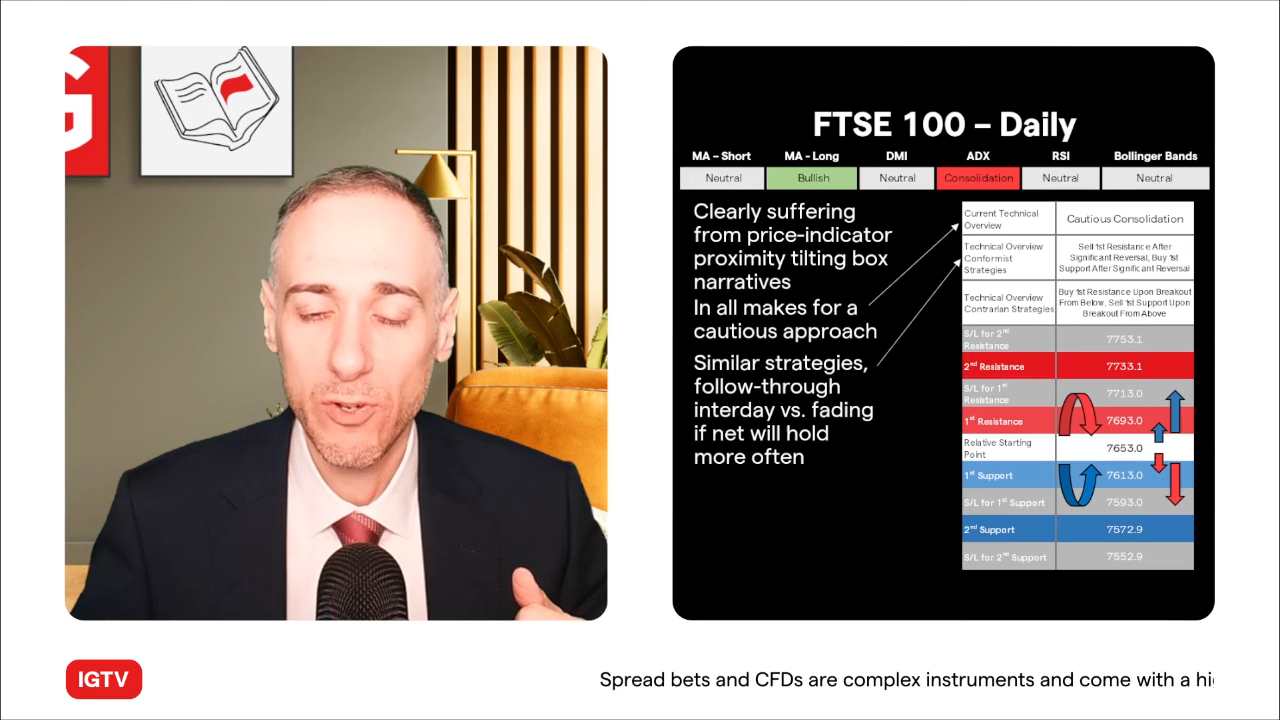 G
FTSE 100 – Daily
MA – Short MA - Long DMI ADX RSI Bollinger Bands
Neutral Bullish Neutral Consolidation Neutral Neutral
Clearly suffering
from price-indicator
proximity tilting box
narratives
In all makes for a
cautious approach
Similar strategies,
follow-through
interday vs. fading
if net will hold
more often
Current Technical
Overview
Cautious Consolidation
Technical Overview
Conformist
Strategies
Sell 1st Resistance After
Significant Reversal, Buy 1st
Support After Significant Reversal
Technical Overview
Contrarian Strategies
Buy 1st Resistance Upon Breakout
From Below, Sell 1st Support Upon
Breakout From Above
S/L for 2nd
Resistance
7753.1
2nd Resistance 7733.1
S/L for 1st
Resistance
7713.0
1st Resistance 7693.0
Relative Starting
Point
7653.0
1st Support 7613.0
S/L for 1st Support 7593.0
2nd Support 7572.9
S/L for 2nd Support 7552.9
IGTV
Spread bets and CFDs are complex instruments and come with a